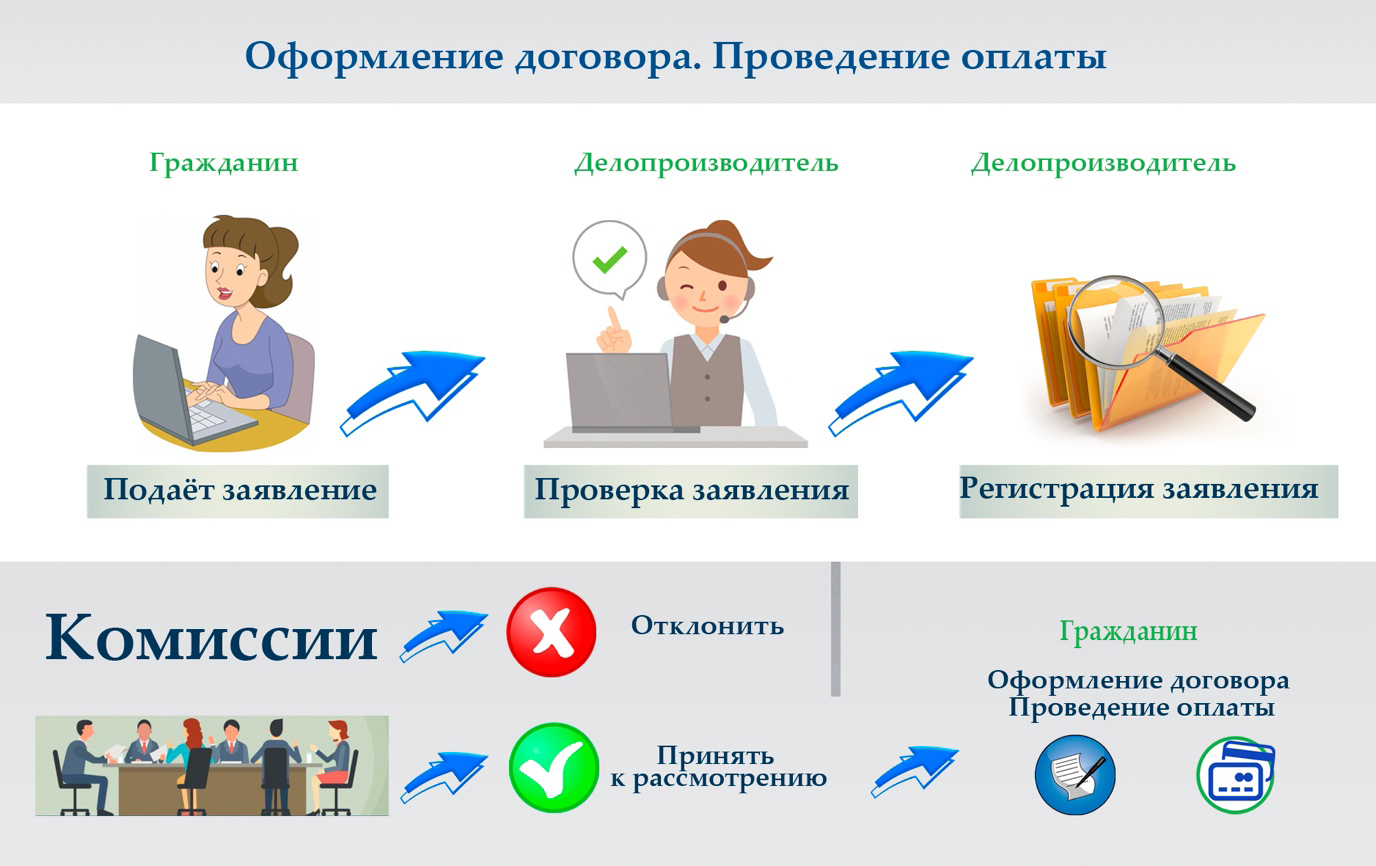 Оформление договора. Проведение оплаты
Гражданин
Делопроизводитель
Делопроизводитель
Подаёт заявление
Проверка заявления
Регистрация заявления
Комиссии
Отклонить
Принять
к рассмотрению
Гражданин
Оформление договора
Проведение оплаты